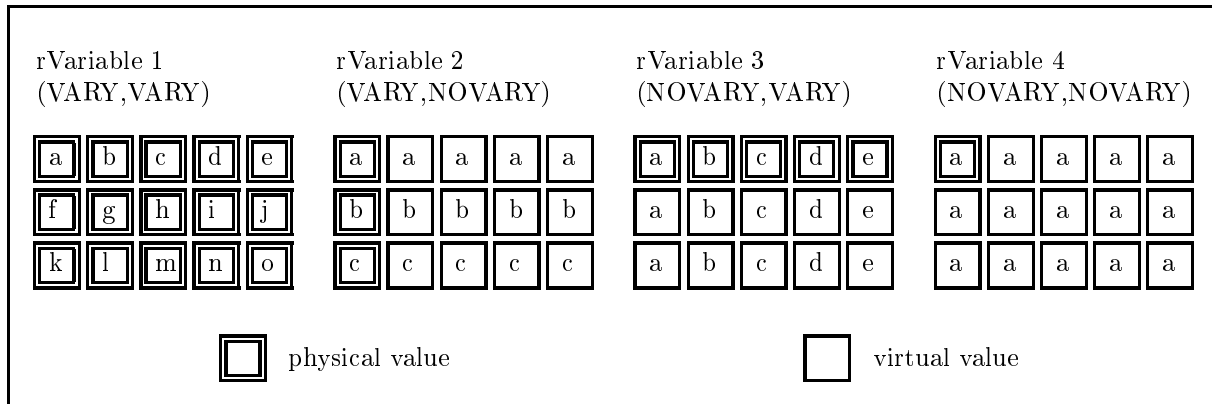 rVariable 1 rVariable 2 rVariable 3 rVariable 4
(VARY,VARY) (VARY,NOVARY) (NOVARY,VARY) (NOVARY,NOVARY)
a b c d e a a a a a a b c d e a a a a a
f g h i j b b b b b a b c d e a a a a a
k l m n o c c c c c a b c d e a a a a a
physical value virtual value